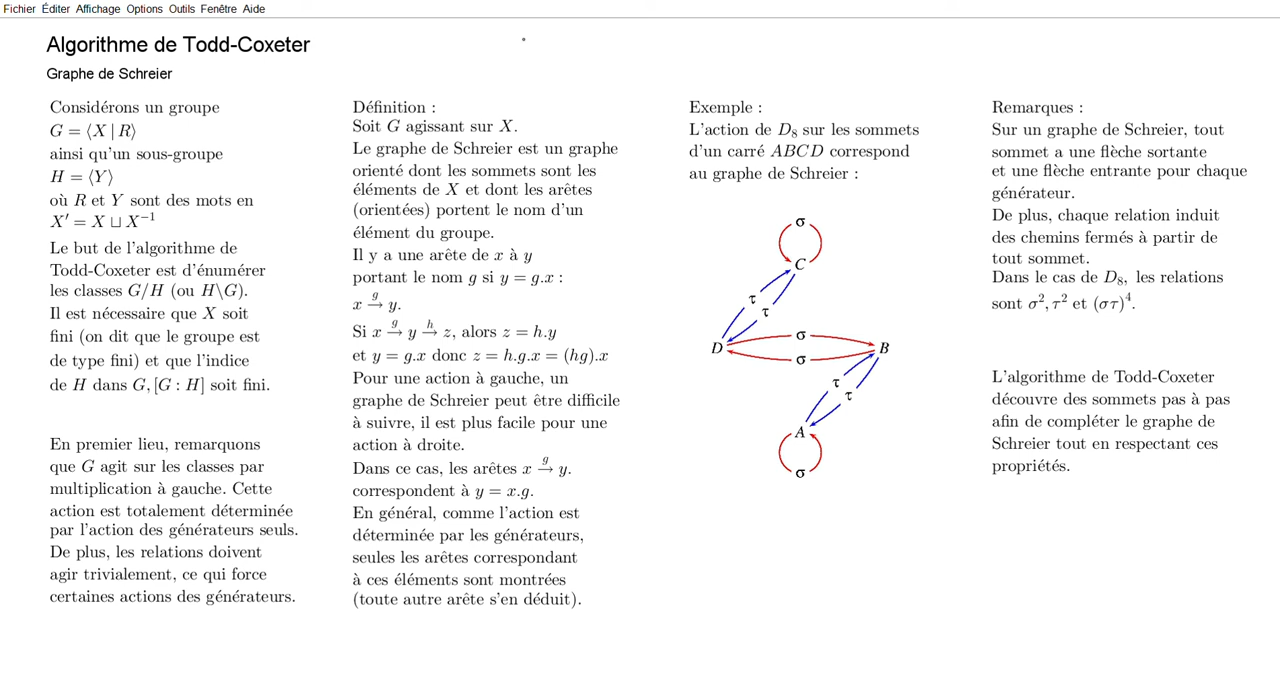 Fichier Éditer Affichage Options Outils Fenêtre Aide
Algorithme de Todd-Coxeter
Graphe de Schreier
Considérons un groupe
G = ⟨X | R⟩
ainsi qu'un sous-groupe
H = ⟨Y⟩
où R et Y sont des mots en
X′ = X ⊔ X⁻¹
Le but de l'algorithme de
Todd-Coxeter est d'énumérer
les classes G/H (ou H\G).
Il est nécessaire que X soit
fini (on dit que le groupe est
de type fini) et que l'indice
de H dans G, [G : H] soit fini.
En premier lieu, remarquons
que G agit sur les classes par
multiplication à gauche. Cette
action est totalement déterminée
par l'action des générateurs seuls.
De plus, les relations doivent
agir trivialement, ce qui force
certaines actions des générateurs.
Définition :
Soit G agissant sur X.
Le graphe de Schreier est un graphe
orienté dont les sommets sont les
éléments de X et dont les arêtes
(orientées) portent le nom d'un
élément du groupe.
Il y a une arête de x à y
portant le nom g si y = g.x :
x →ᵍ y.
Si x →ᵍ y →ʰ z, alors z = h.y
et y = g.x donc z = h.g.x = (hg).x
Pour une action à gauche, un
graphe de Schreier peut être difficile
à suivre, il est plus facile pour une
action à droite.
Dans ce cas, les arêtes x →ᵍ y.
correspondent à y = x.g.
En général, comme l'action est
déterminée par les générateurs,
seules les arêtes correspondant
à ces éléments sont montrées
(toute autre arête s'en déduit).
Exemple :
L'action de D₈ sur les sommets
d'un carré ABCD correspond
au graphe de Schreier :
σ
C
τ
τ
σ
D
B
σ
τ
τ
A
σ
Remarques :
Sur un graphe de Schreier, tout
sommet a une flèche sortante
et une flèche entrante pour chaque
générateur.
De plus, chaque relation induit
des chemins fermés à partir de
tout sommet.
Dans le cas de D₈, les relations
sont σ², τ² et (στ)⁴.
L'algorithme de Todd-Coxeter
découvre des sommets pas à pas
afin de compléter le graphe de
Schreier tout en respectant ces
propriétés.